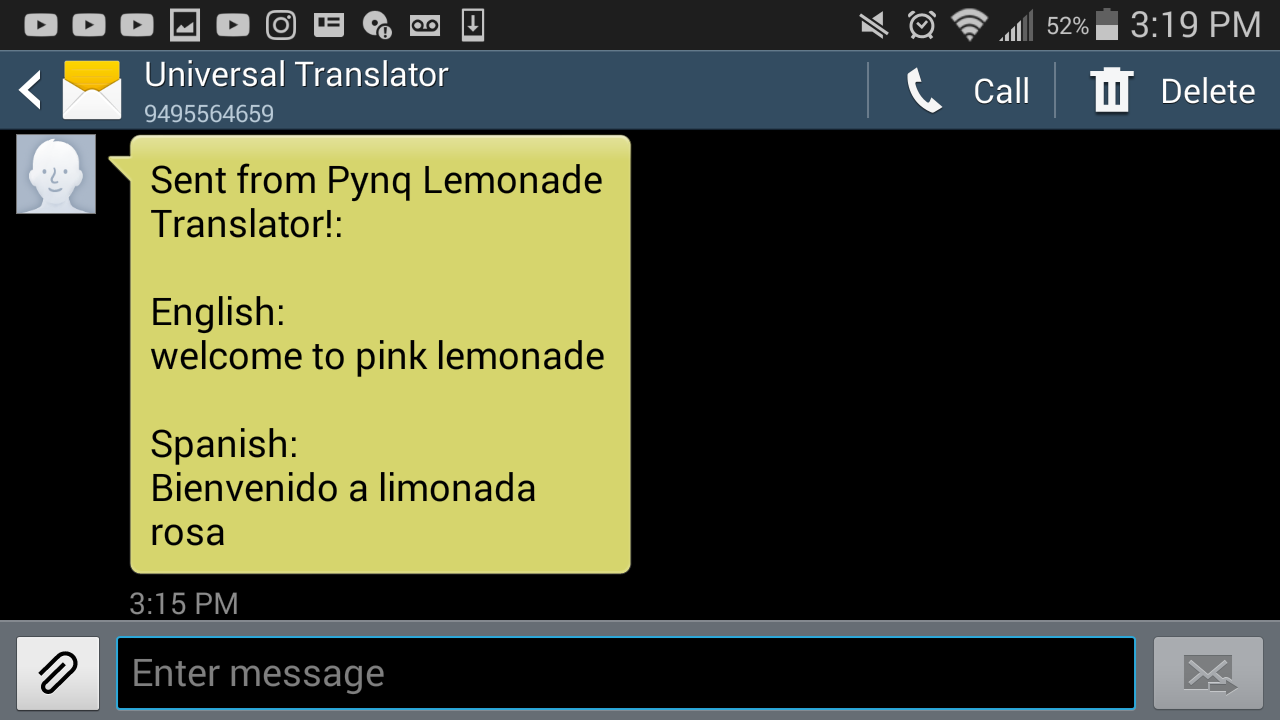 52% 3:19 PM
Universal Translator
9495564659
Call
Delete
Sent from Pynq Lemonade
Translator!:
English:
welcome to pink lemonade
Spanish:
Bienvenido a limonada
rosa
3:15 PM
Enter message